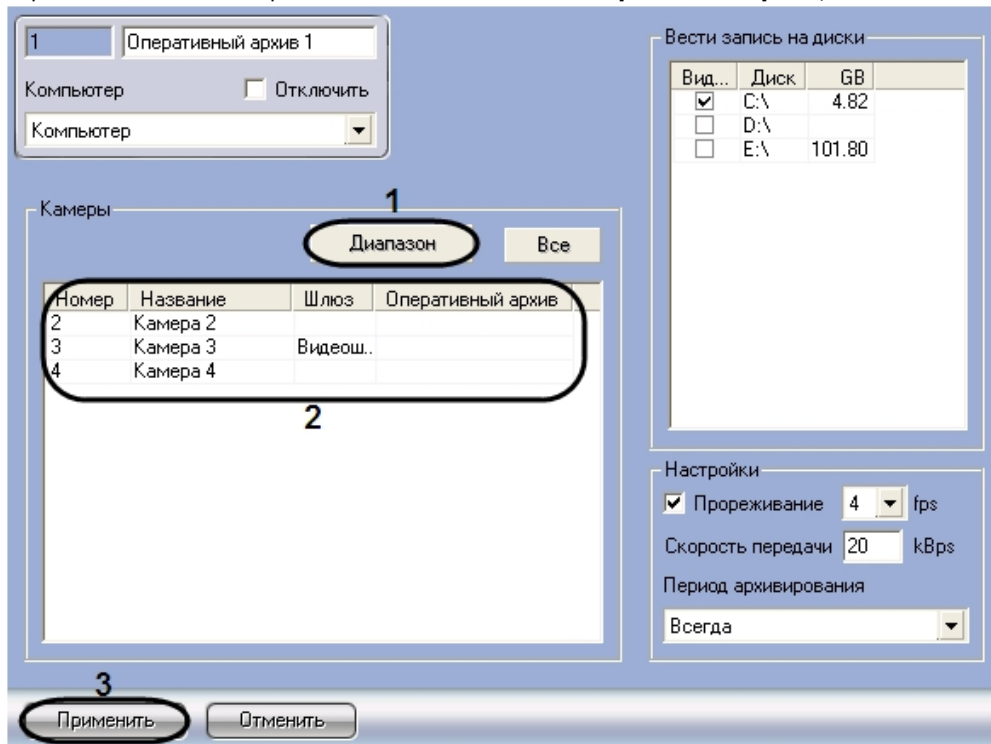 1 Оперативный архив 1
Компьютер Отключить
Компьютер
Вести запись на диски
Вид... Диск GB
C:\ 4.82
D:\
E:\ 101.80
Камеры
1
Диапазон Все
Номер Название Шлюз Оперативный архив
2 Камера 2
3 Камера 3 Видеош..
4 Камера 4
2
Настройки
Прореживание 4 fps
Скорость передачи 20 kBps
Период архивирования
Всегда
3
Применить Отменить